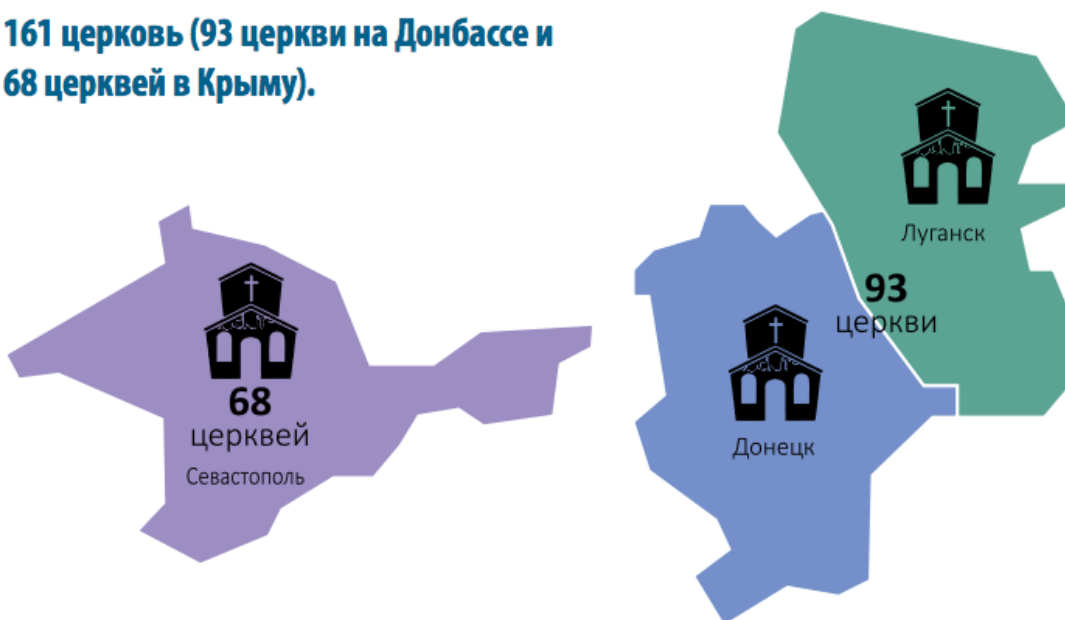 161 церковь (93 церкви на Донбассе и
68 церквей в Крыму).
68
церквей
Севастополь
Луганск
93
церкви
Донецк